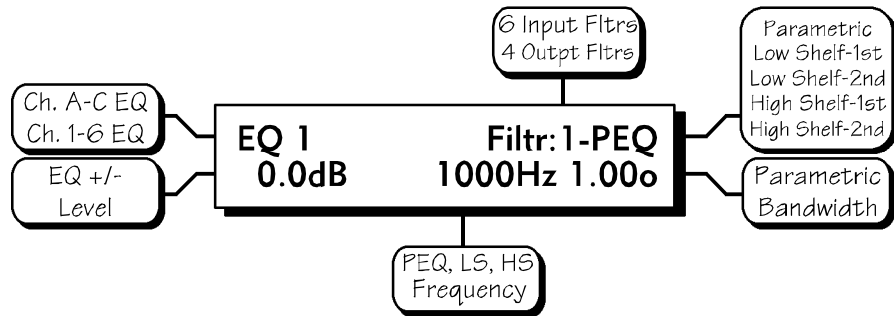 6 Input Fltrs
4 Outpt Fltrs
Parametric
Low Shelf-1st
Low Shelf-2nd
High Shelf-1st
High Shelf-2nd
Ch. A-C EQ
Ch. 1-6 EQ
EQ 1 Filtr:1-PEQ
0.0dB 1000Hz 1.00o
EQ +/-
Level
Parametric
Bandwidth
PEQ, LS, HS
Frequency